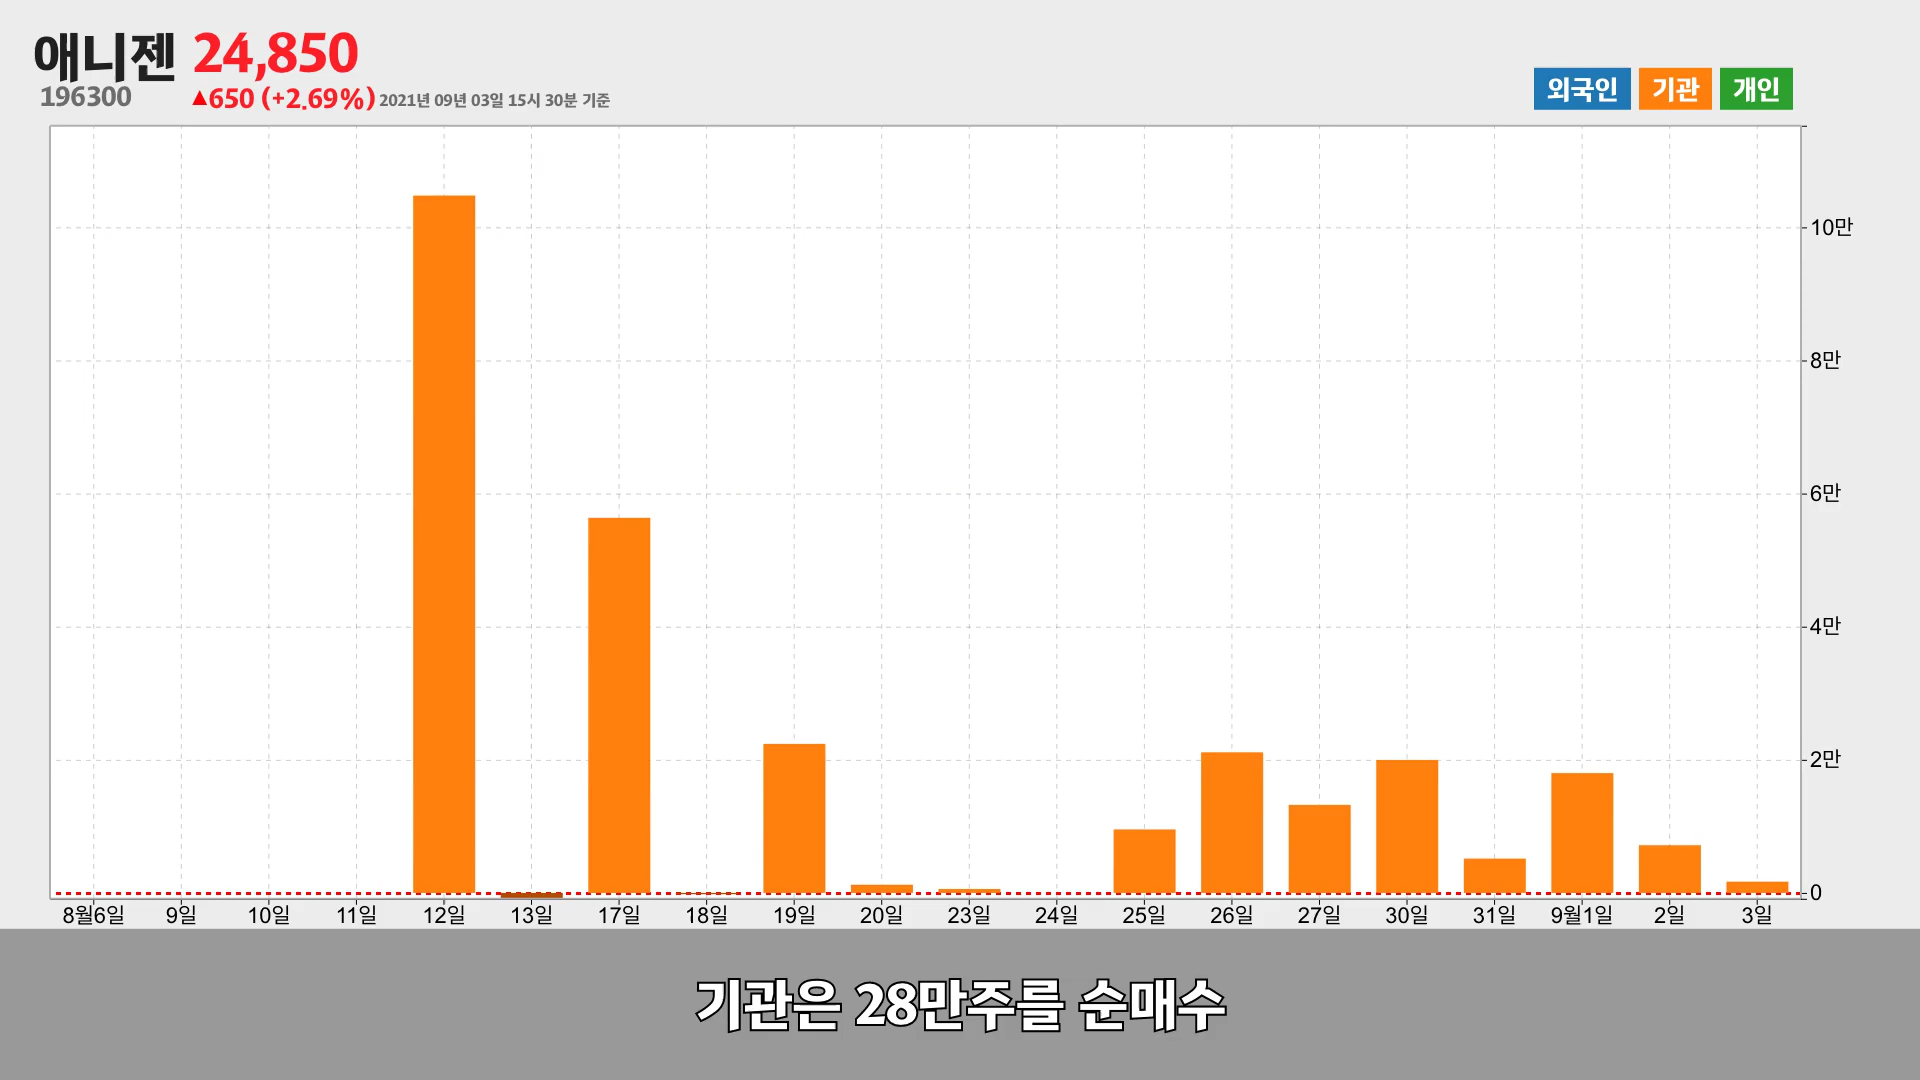 애니젠 24,850
196300 ▲650 (+2.69%) 2021년 09년 03일 15시 30분 기준
외국인 기관 개인
10만
8만
6만
4만
2만
0
8월6일 9일 10일 11일 12일 13일 17일 18일 19일 20일 23일 24일 25일 26일 27일 30일 31일 9월1일 2일 3일
기관은 28만주를 순매수